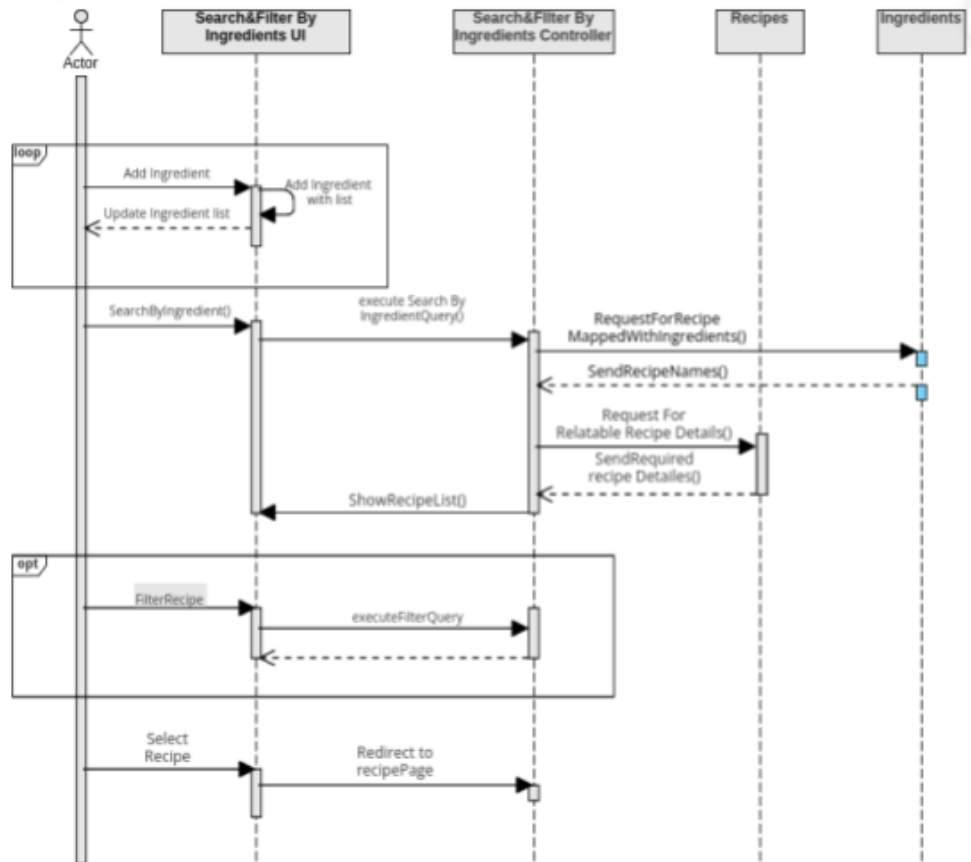 Search&Filter By
Ingredients UI
Search&FIlter By
Ingredients Controller
Recipes
Ingredients
Actor
loop
Add Ingredient
Add Ingredient
with list
Update Ingredient list
SearchByIngredient()
execute Search By
IngredientQuery()
RequestForRecipe
MappedWithIngredients()
SendRecipeNames()
Request For
Relatable Recipe Details()
SendRequired
recipe Detailes()
ShowRecipeList()
opt
FilterRecipe
executeFilterQuery
Select
Recipe
Redirect to
recipePage